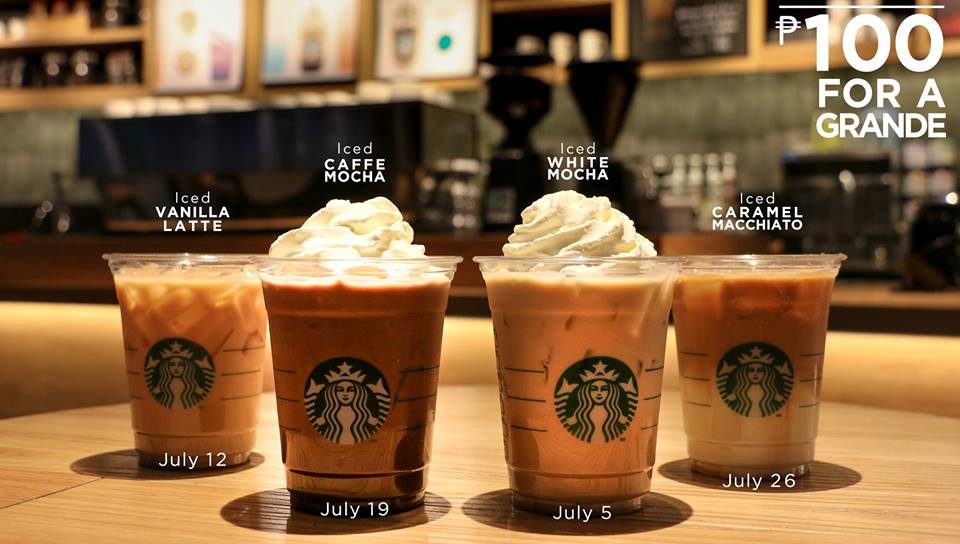 ₱100
FOR A
GRANDE
Iced
VANILLA
LATTE
Iced
CAFFE
MOCHA
Iced
WHITE
MOCHA
Iced
CARAMEL
MACCHIATO
July 12
July 19
July 5
July 26